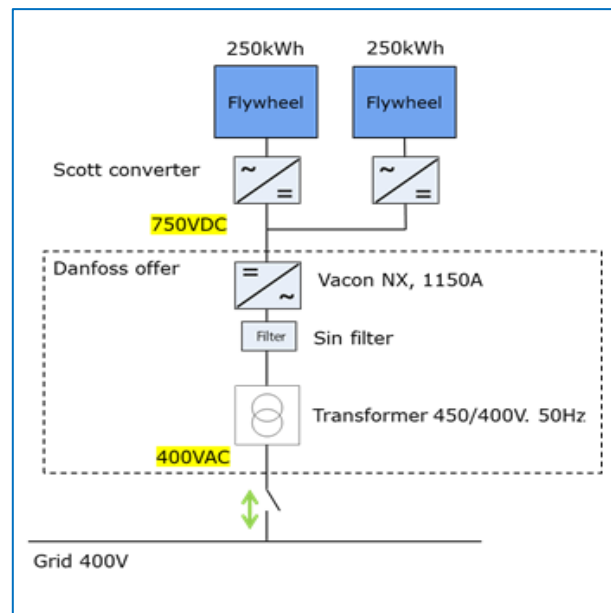 250kWh
250kWh
Flywheel
Flywheel
Scott converter
~
=
~
=
750VDC
Danfoss offer
=
~
Vacon NX, 1150A
Filter
Sin filter
Transformer 450/400V. 50Hz
400VAC
Grid 400V